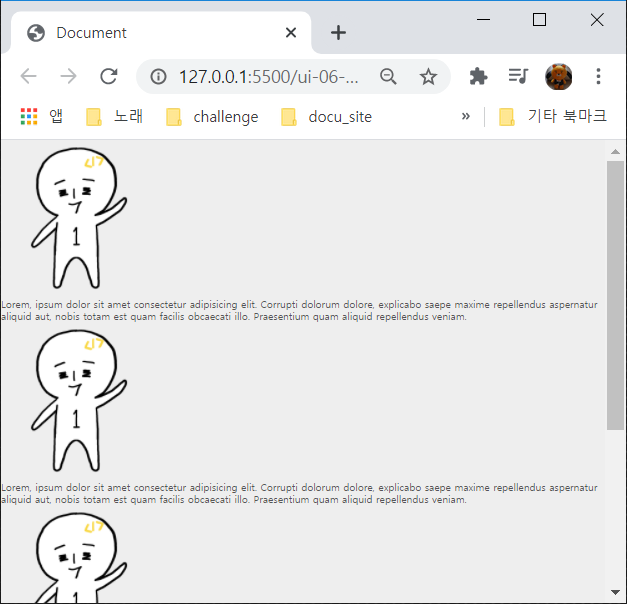 Document
127.0.0.1:5500/ui-06-...
앱 노래 challenge docu_site » 기타 북마크
1
Lorem, ipsum dolor sit amet consectetur adipisicing elit. Corrupti dolorum dolore, explicabo saepe maxime repellendus aspernatur
aliquid aut, nobis totam est quam facilis obcaecati illo. Praesentium quam aliquid repellendus veniam.
1
Lorem, ipsum dolor sit amet consectetur adipisicing elit. Corrupti dolorum dolore, explicabo saepe maxime repellendus aspernatur
aliquid aut, nobis totam est quam facilis obcaecati illo. Praesentium quam aliquid repellendus veniam.